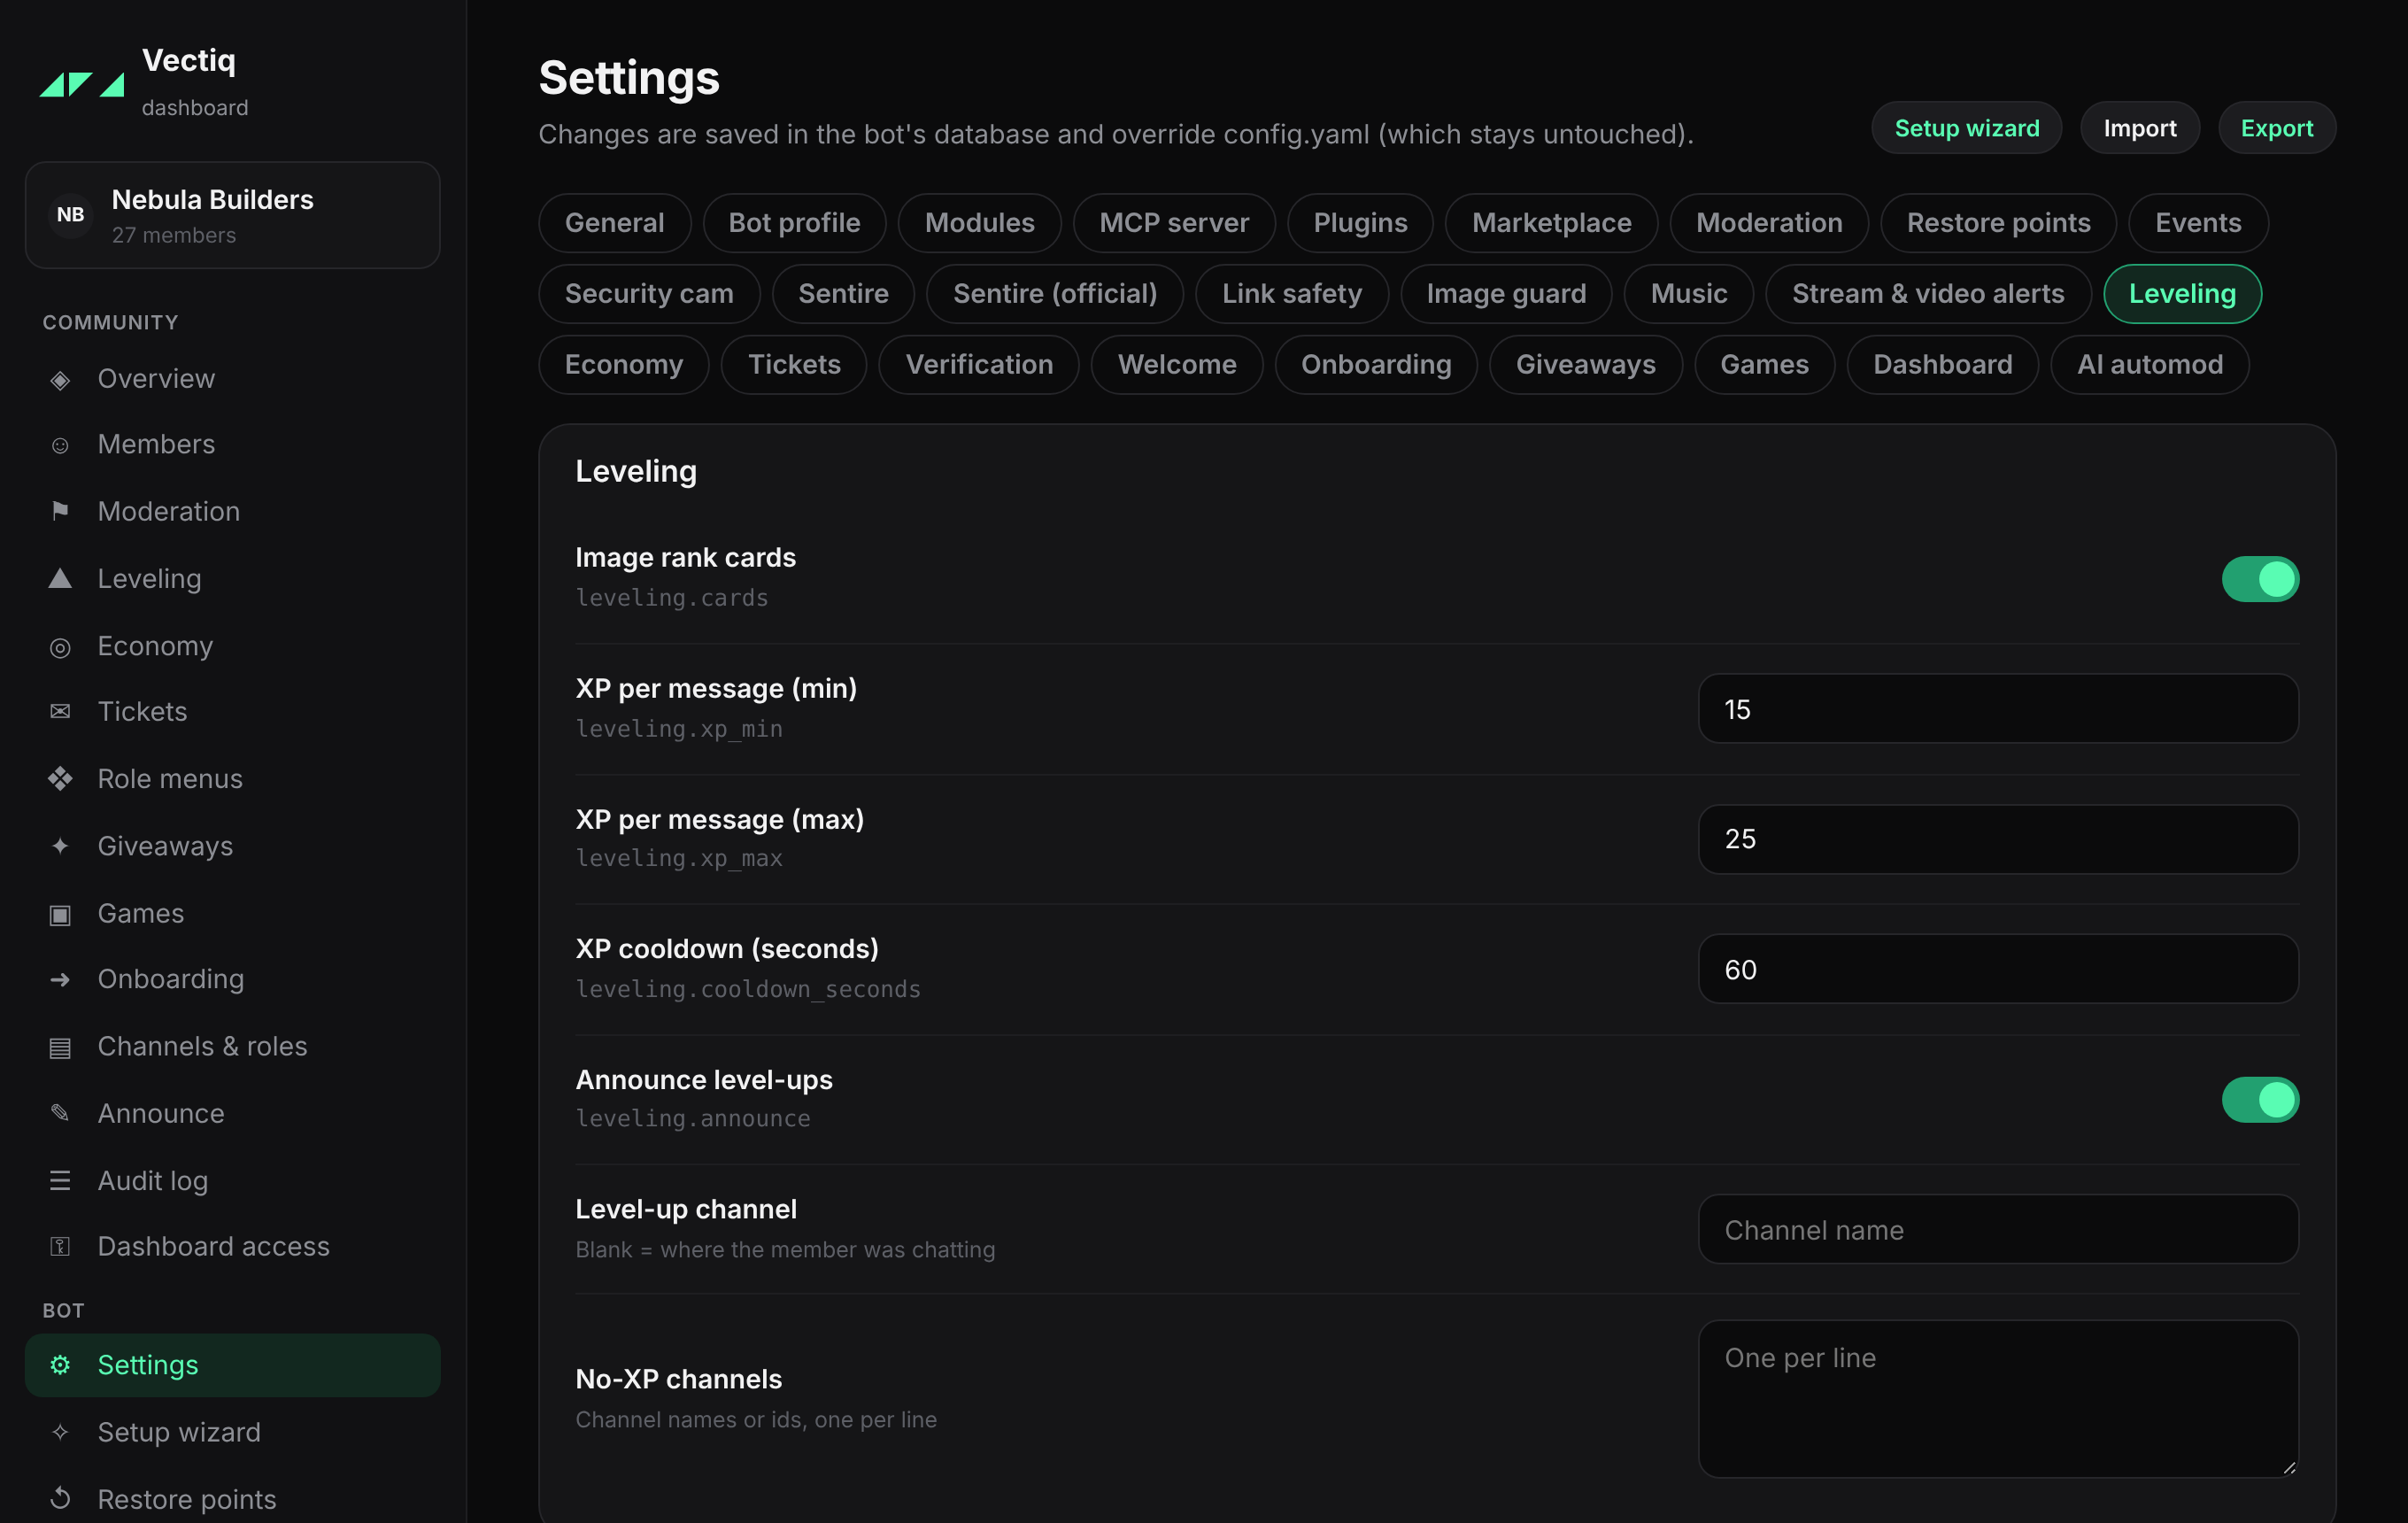 Vectiq
dashboard
NB
Nebula Builders
27 members
COMMUNITY
Overview
Members
Moderation
Leveling
Economy
Tickets
Role menus
Giveaways
Games
Onboarding
Channels & roles
Announce
Audit log
Dashboard access
BOT
Settings
Setup wizard
Restore points
Settings
Changes are saved in the bot's database and override config.yaml (which stays untouched).
Setup wizard Import Export
General Bot profile Modules MCP server Plugins Marketplace Moderation Restore points Events
Security cam Sentire Sentire (official) Link safety Image guard Music Stream & video alerts Leveling
Economy Tickets Verification Welcome Onboarding Giveaways Games Dashboard AI automod
Leveling
Image rank cards
leveling.cards
XP per message (min)
leveling.xp_min
15
XP per message (max)
leveling.xp_max
25
XP cooldown (seconds)
leveling.cooldown_seconds
60
Announce level-ups
leveling.announce
Level-up channel
Blank = where the member was chatting
Channel name
No-XP channels
Channel names or ids, one per line
One per line